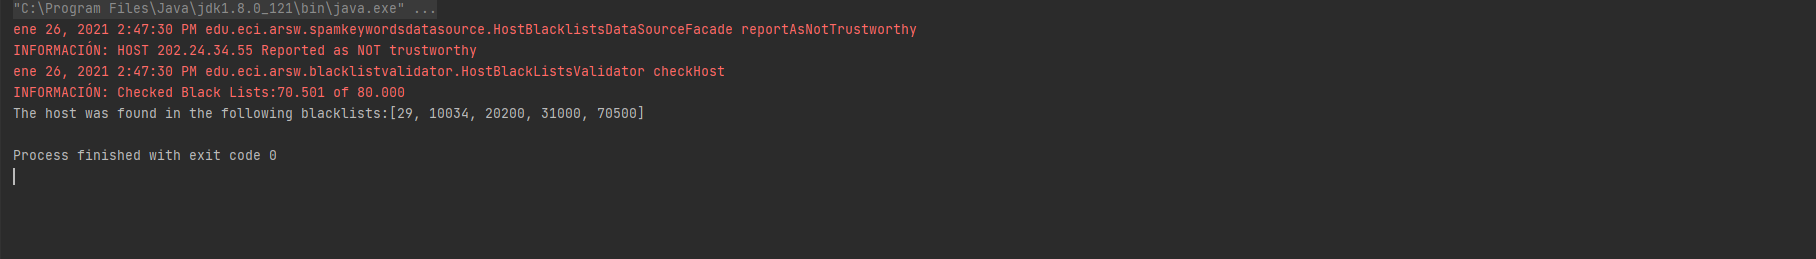 "C:\Program Files\Java\jdk1.8.0_121\bin\java.exe" ...
ene 26, 2021 2:47:30 PM edu.eci.arsw.spamkeywordsdatasource.HostBlacklistsDataSourceFacade reportAsNotTrustworthy
INFORMACIÓN: HOST 202.24.34.55 Reported as NOT trustworthy
ene 26, 2021 2:47:30 PM edu.eci.arsw.blacklistvalidator.HostBlackListsValidator checkHost
INFORMACIÓN: Checked Black Lists:70.501 of 80.000
The host was found in the following blacklists:[29, 10034, 20200, 31000, 70500]
Process finished with exit code 0